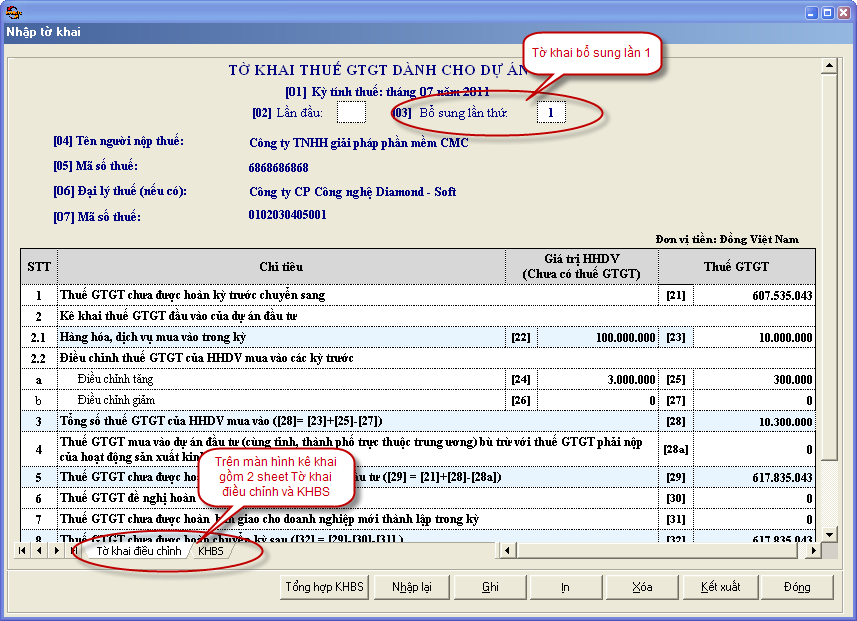 Nhập tờ khai
Tờ khai bổ sung lần 1
TỜ KHAI THUẾ GTGT DÀNH CHO DỰ ÁN
[01] Kỳ tính thuế: tháng 07 năm 2011
[02] Lần đầu: [03] Bổ sung lần thứ: 1
[04] Tên người nộp thuế: Công ty TNHH giải pháp phần mềm CMC
[05] Mã số thuế: 6868686868
[06] Đại lý thuế (nếu có): Công ty CP Công nghệ Diamond - Soft
[07] Mã số thuế: 0102030405001
Đơn vị tiền: Đồng Việt Nam
STT Chỉ tiêu Giá trị HHDV (Chưa có thuế GTGT) Thuế GTGT
1 Thuế GTGT chưa được hoàn kỳ trước chuyển sang [21] 607.535.043
2 Kê khai thuế GTGT đầu vào của dự án đầu tư
2.1 Hàng hóa, dịch vụ mua vào trong kỳ [22] 100.000.000 [23] 10.000.000
2.2 Điều chỉnh thuế GTGT của HHDV mua vào các kỳ trước
a Điều chỉnh tăng [24] 3.000.000 [25] 300.000
b Điều chỉnh giảm [26] 0 [27] 0
3 Tổng số thuế GTGT của HHDV mua vào ([28]= [23]+[25]-[27]) [28] 10.300.000
4 Thuế GTGT mua vào dự án đầu tư (cùng tỉnh, thành phố trực thuộc trung ương) bù trừ với thuế GTGT phải nộp [28a] 0
của hoạt động sản xuất
5 Thuế GTGT chưa được tư ([29] = [21]+[28]-[28a]) [29] 617.835.043
6 Thuế GTGT đề nghị hoàn [30] 0
7 Thuế GTGT chưa được hoàn bàn giao cho doanh nghiệp mới thành lập trong kỳ [31] 0
8 Thuế GTGT chưa được hoàn chuyển kỳ sau ([32] = [29]-[30]-[31]) [32] 617.835.043
Trên màn hình kê khai
gồm 2 sheet Tờ khai
điều chỉnh và KHBS
Tờ khai điều chỉnh KHBS
Tổng hợp KHBS Nhập lại Ghi In Xóa Kết xuất Đóng